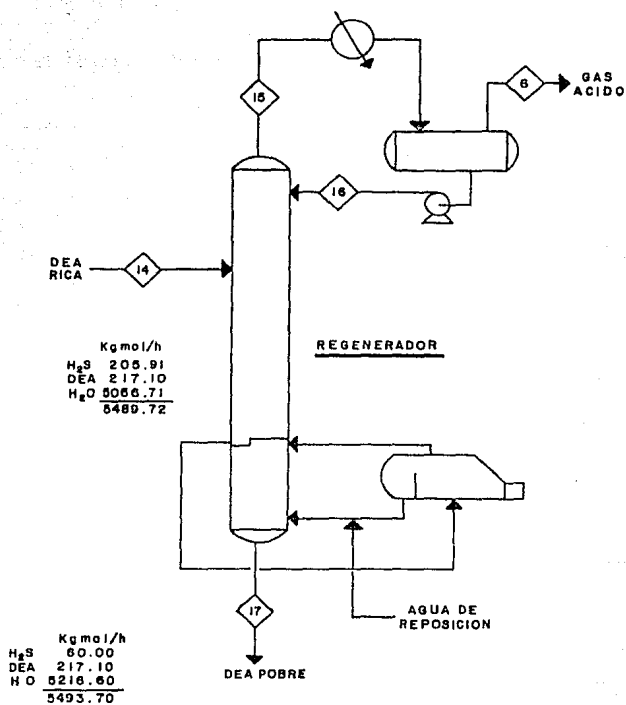 15
6
GAS
ACIDO
16
DEA
RICA
14
REGENERADOR
Kgmol/h
H₂S 205.91
DEA 217.10
H₂O 5066.71
5489.72
17
AGUA DE
REPOSICION
DEA POBRE
Kgmol/h
H₂S 60.00
DEA 217.10
H O 5216.60
5493.70